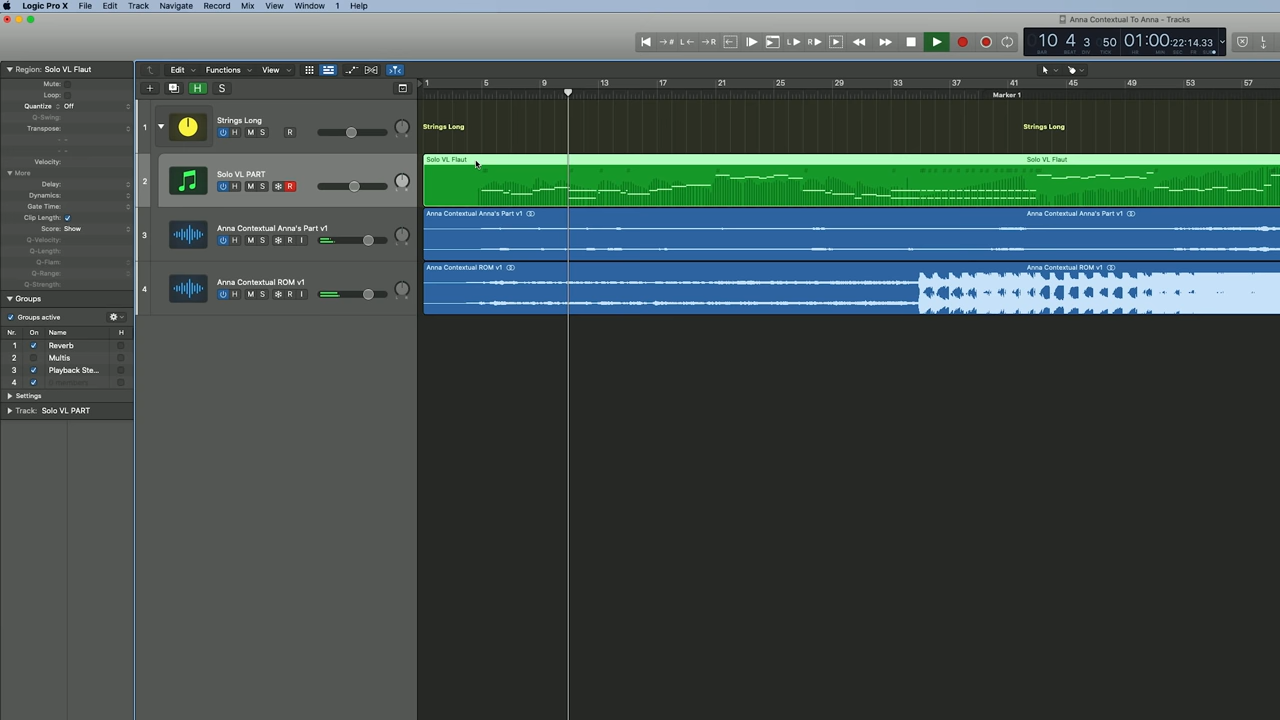 Logic Pro X File Edit Track Navigate Record Mix View Window 1 Help
Anna Contextual To Anna - Tracks
10 4 3 50 01:00:22:14.33
BAR BEAT
Region: Solo VL Flaut
Edit Functions View
Mute:
Loop:
Quantize Off
Q-Swing:
Transpose:
Velocity:
More
Delay:
Dynamics:
Gate Time:
Clip Length:
Score: Show
Q-Velocity:
Q-Length:
Q-Flam:
Q-Range:
Q-Strength:
Groups
Groups active
Nr. On Name H
1 Reverb
2 Multis
3 Playback Ste...
4
Settings
Track: Solo VL PART
H S
1 5 9 13 17 21 25 29 33 37 41 45 49 53 57
Marker 1
1 Strings Long
H M S R
Strings Long Strings Long
2 Solo VL PART
H M S R
Solo VL Flaut Solo VL Flaut
3 Anna Contextual Anna's Part v1
H M S R I
Anna Contextual Anna's Part v1 Anna Contextual Anna's Part v1
4 Anna Contextual ROM v1
H M S R I
Anna Contextual ROM v1 Anna Contextual ROM v1